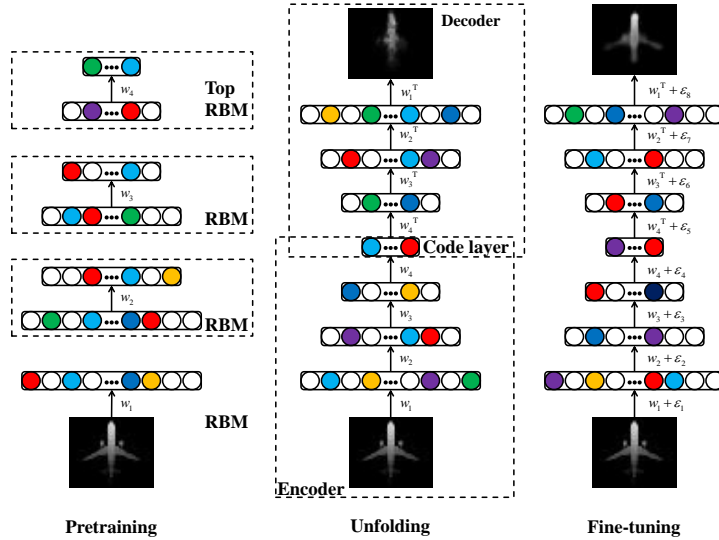 Top
RBM
w₄
RBM
w₃
RBM
w₂
RBM
w₁
Pretraining
Decoder
w₁ᵀ
w₂ᵀ
w₃ᵀ
w₄ᵀ
Code layer
w₄
w₃
w₂
w₁
Encoder
Unfolding
w₁ᵀ + ε₈
w₂ᵀ + ε₇
w₃ᵀ + ε₆
w₄ᵀ + ε₅
w₄ + ε₄
w₃ + ε₃
w₂ + ε₂
w₁ + ε₁
Fine-tuning